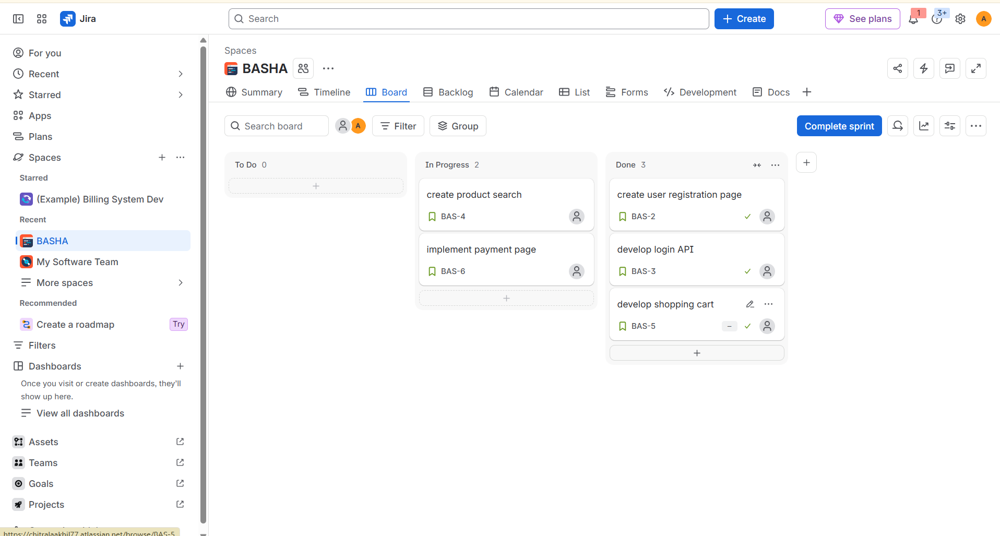 Jira
Search
Create
See plans
1
3+
A
For you
Recent
Starred
Apps
Plans
Spaces
Starred
(Example) Billing System Dev
Recent
BASHA
My Software Team
More spaces
Recommended
Create a roadmap
Try
Filters
Dashboards
Once you visit or create dashboards, they'll
show up here.
View all dashboards
Assets
Teams
Goals
Projects
https://chitralaakhil77.atlassian.net/browse/BAS-5
Spaces
BASHA
Summary
Timeline
Board
Backlog
Calendar
List
Forms
Development
Docs
Search board
A
Filter
Group
Complete sprint
To Do 0
In Progress 2
create product search
BAS-4
implement payment page
BAS-6
Done 3
create user registration page
BAS-2
develop login API
BAS-3
develop shopping cart
BAS-5